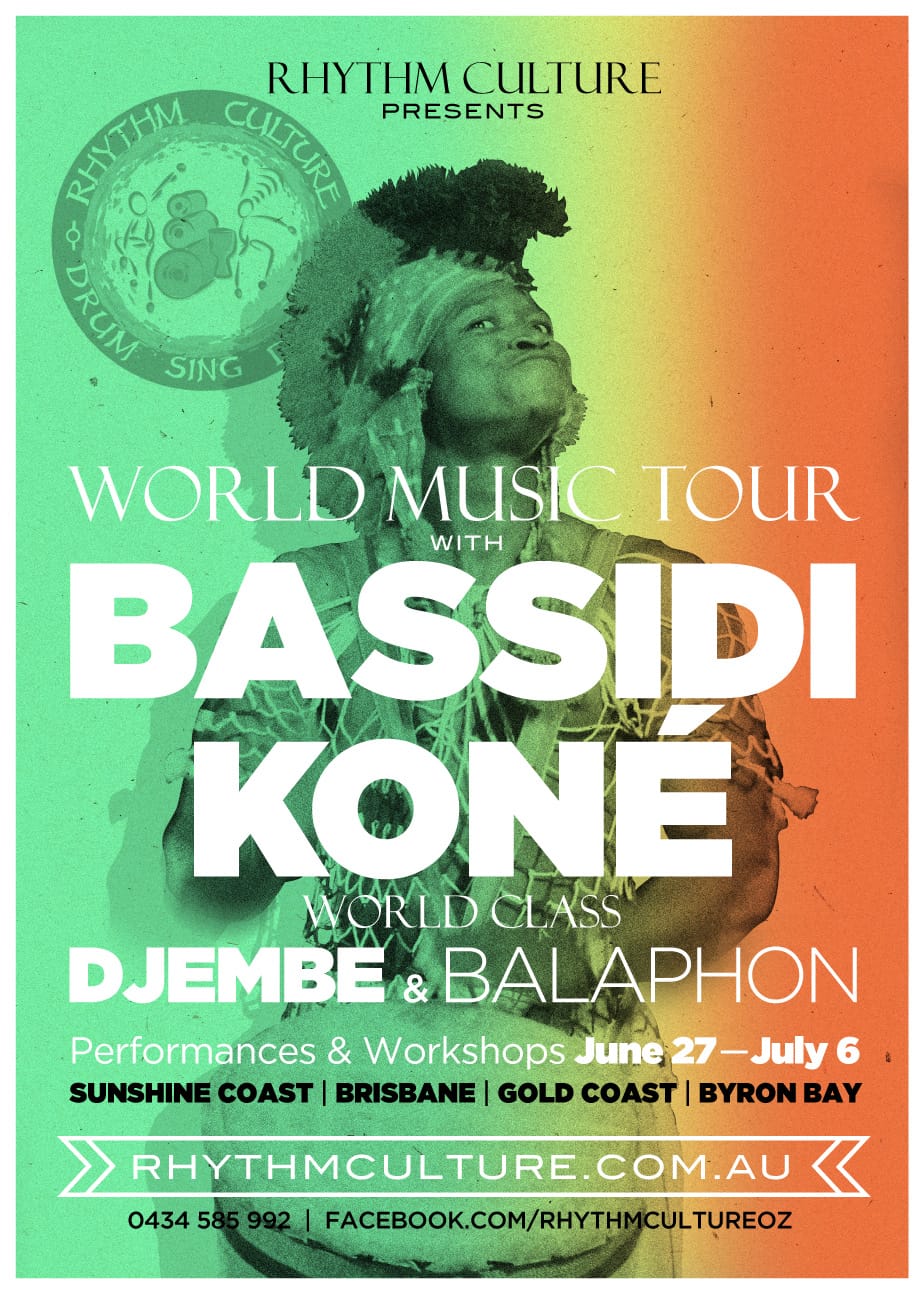 RHYTHM CULTURE
PRESENTS
RHYTHM CULTURE
DRUM SING
WORLD MUSIC TOUR
WITH
BASSIDI
KONÉ
WORLD CLASS
DJEMBE & BALAPHON
Performances & Workshops June 27—July 6
SUNSHINE COAST | BRISBANE | GOLD COAST | BYRON BAY
RHYTHMCULTURE.COM.AU
0434 585 992 | FACEBOOK.COM/RHYTHMCULTUREOZ